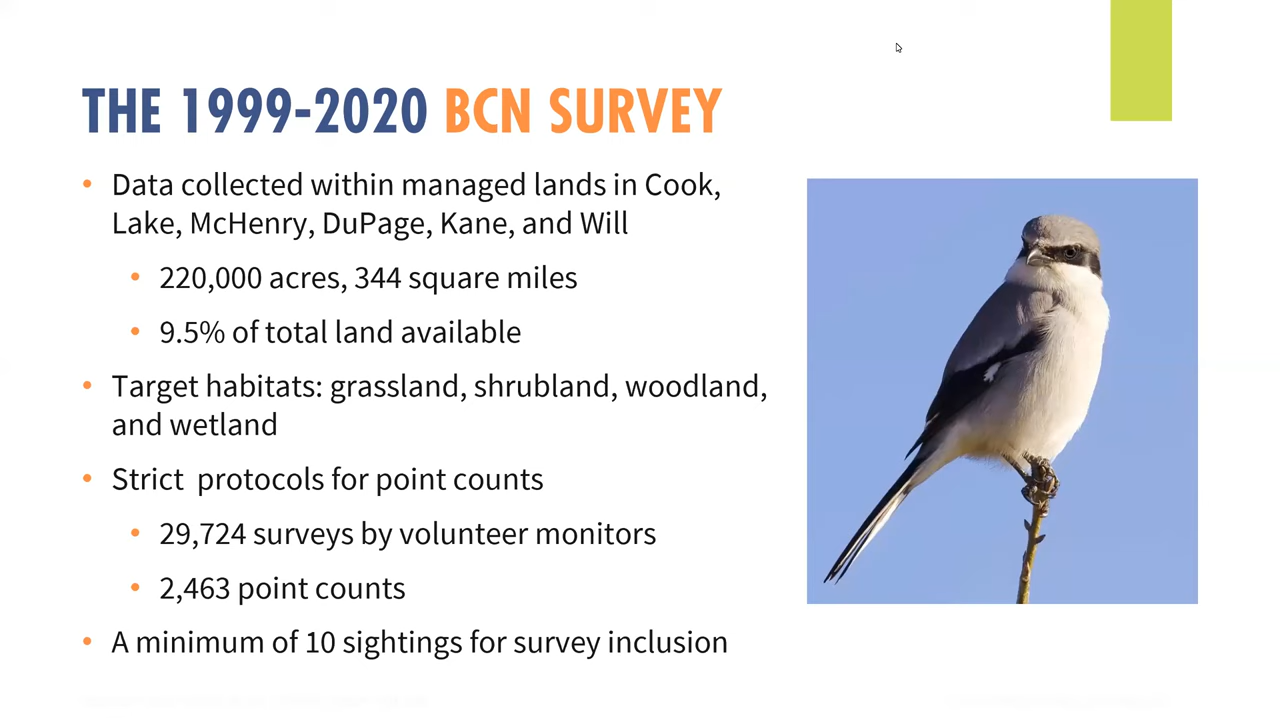 THE 1999-2020 BCN SURVEY
• Data collected within managed lands in Cook,
Lake, McHenry, DuPage, Kane, and Will
• 220,000 acres, 344 square miles
• 9.5% of total land available
• Target habitats: grassland, shrubland, woodland,
and wetland
• Strict  protocols for point counts
• 29,724 surveys by volunteer monitors
• 2,463 point counts
• A minimum of 10 sightings for survey inclusion